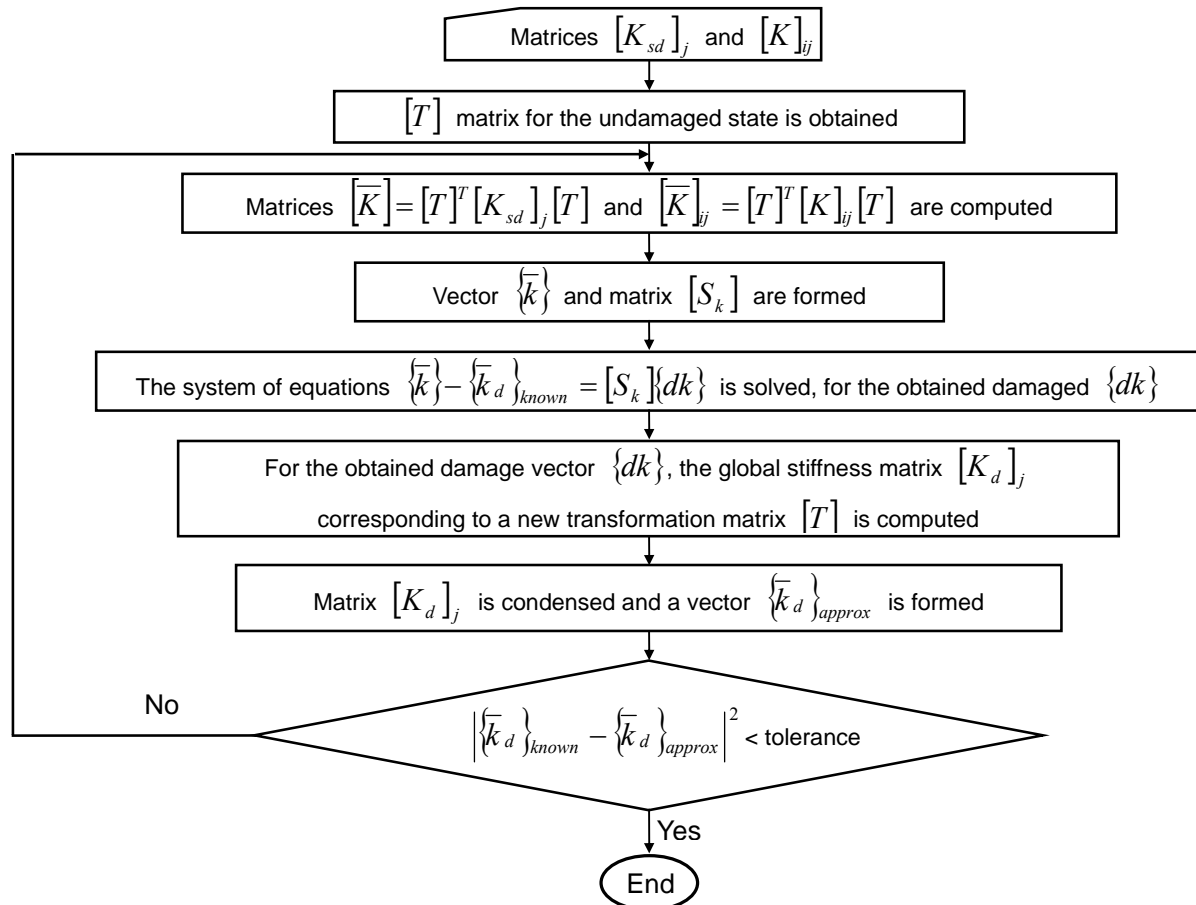 Matrices [K_sd]_j and [K]_ij
[T] matrix for the undamaged state is obtained
Matrices [K̅] = [T]^T [K_sd]_j [T] and [K̅]_ij = [T]^T [K]_ij [T] are computed
Vector {k̅} and matrix [S_k] are formed
The system of equations {k̅} − {k̅_d}_known = [S_k]{dk} is solved, for the obtained damaged {dk}
For the obtained damage vector {dk}, the global stiffness matrix [K_d]_j
corresponding to a new transformation matrix [T] is computed
Matrix [K_d]_j is condensed and a vector {k̅_d}_approx is formed
No
|{k̅_d}_known − {k̅_d}_approx|^2 < tolerance
Yes
End